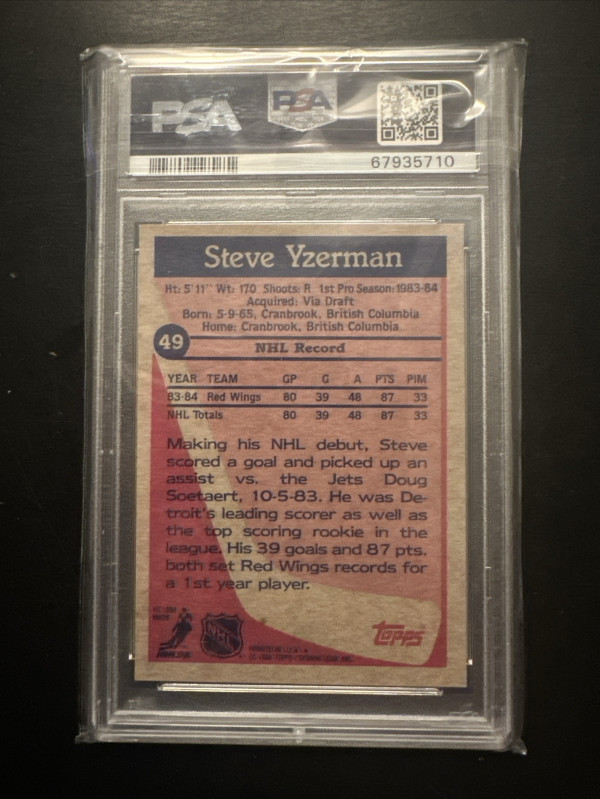 PSA
PSA
67935710
Steve Yzerman
Ht: 5'11" Wt: 170 Shoots: R 1st Pro Season: 1983-84
Acquired: Via Draft
Born: 5-9-65, Cranbrook, British Columbia
Home: Cranbrook, British Columbia
49
NHL Record
YEAR TEAM GP G A PTS PIM
83-84 Red Wings 80 39 48 87 33
NHL Totals 80 39 48 87 33
Making his NHL debut, Steve
scored a goal and picked up an
assist vs. the Jets Doug
Soetaert, 10-5-83. He was De-
troit's leading scorer as well as
the top scoring rookie in the
league. His 39 goals and 87 pts.
both set Red Wings records for
a 1st year player.
NHL
TOPPS